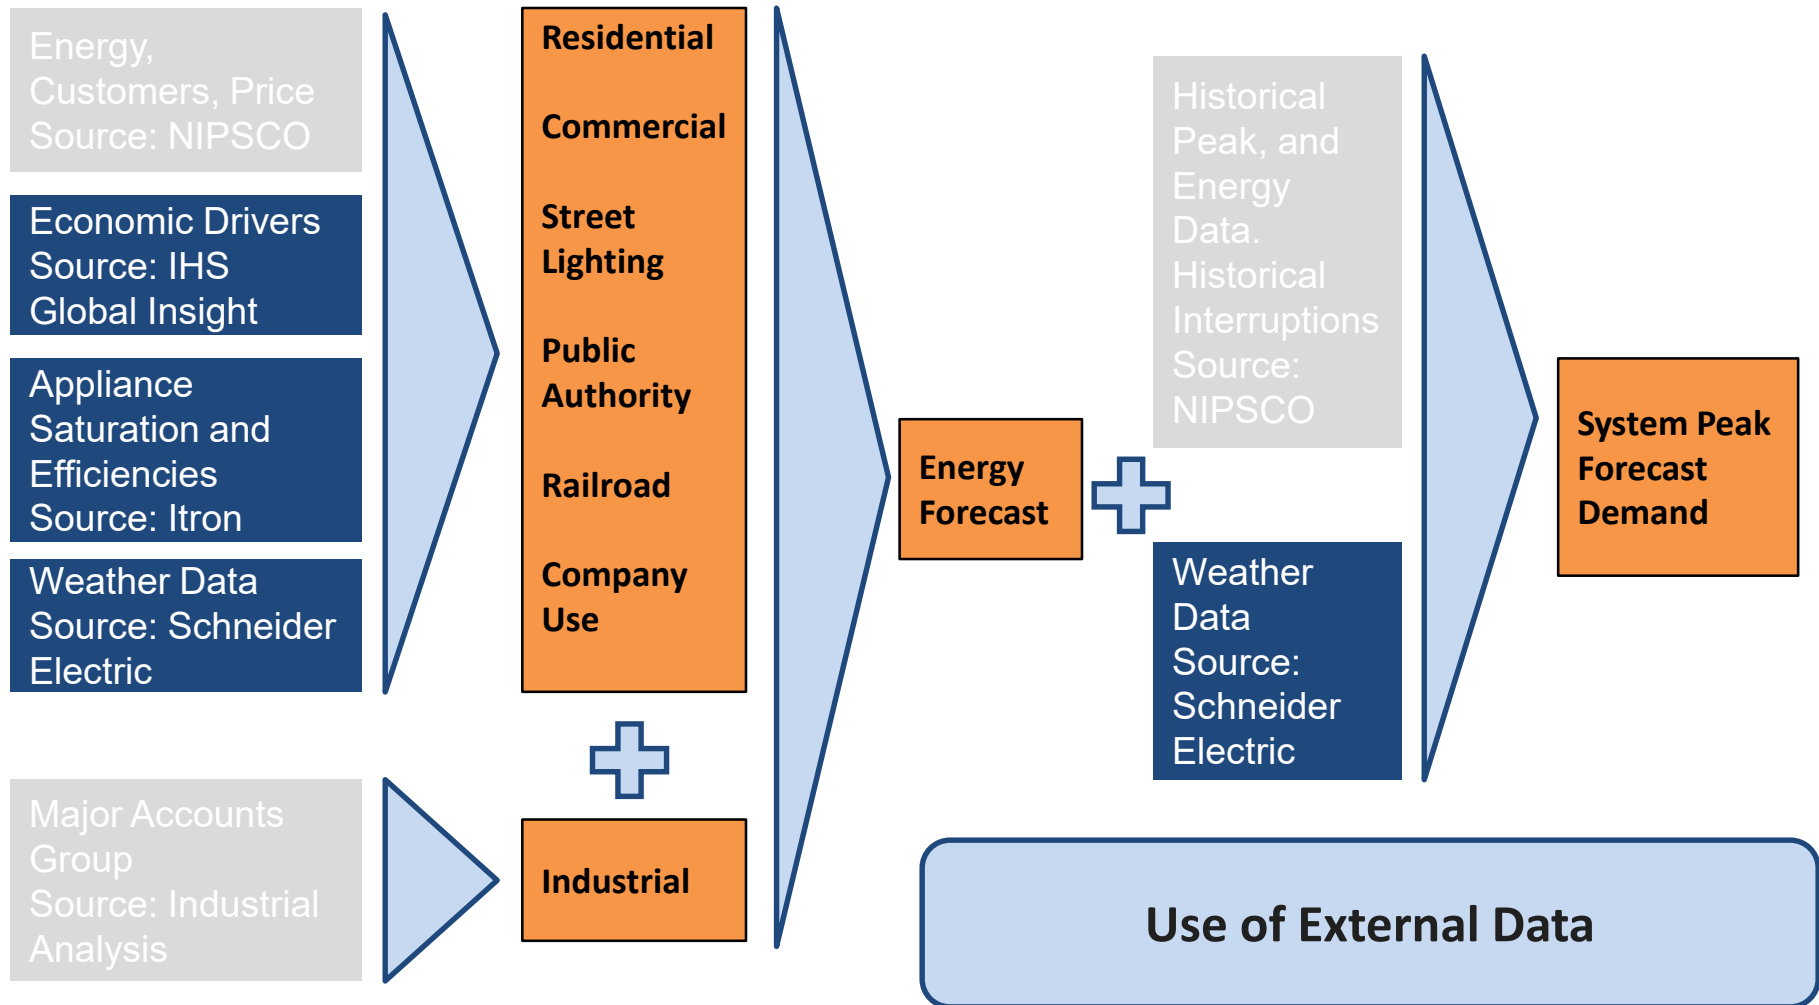 Energy,
Customers, Price
Source: NIPSCO
Economic Drivers
Source: IHS
Global Insight
Appliance
Saturation and
Efficiencies
Source: Itron
Weather Data
Source: Schneider
Electric
Major Accounts
Group
Source: Industrial
Analysis
Residential
Commercial
Street
Lighting
Public
Authority
Railroad
Company
Use
Industrial
Energy
Forecast
Historical
Peak, and
Energy
Data.
Historical
Interruptions
Source:
NIPSCO
Weather
Data
Source:
Schneider
Electric
System Peak
Forecast
Demand
Use of External Data